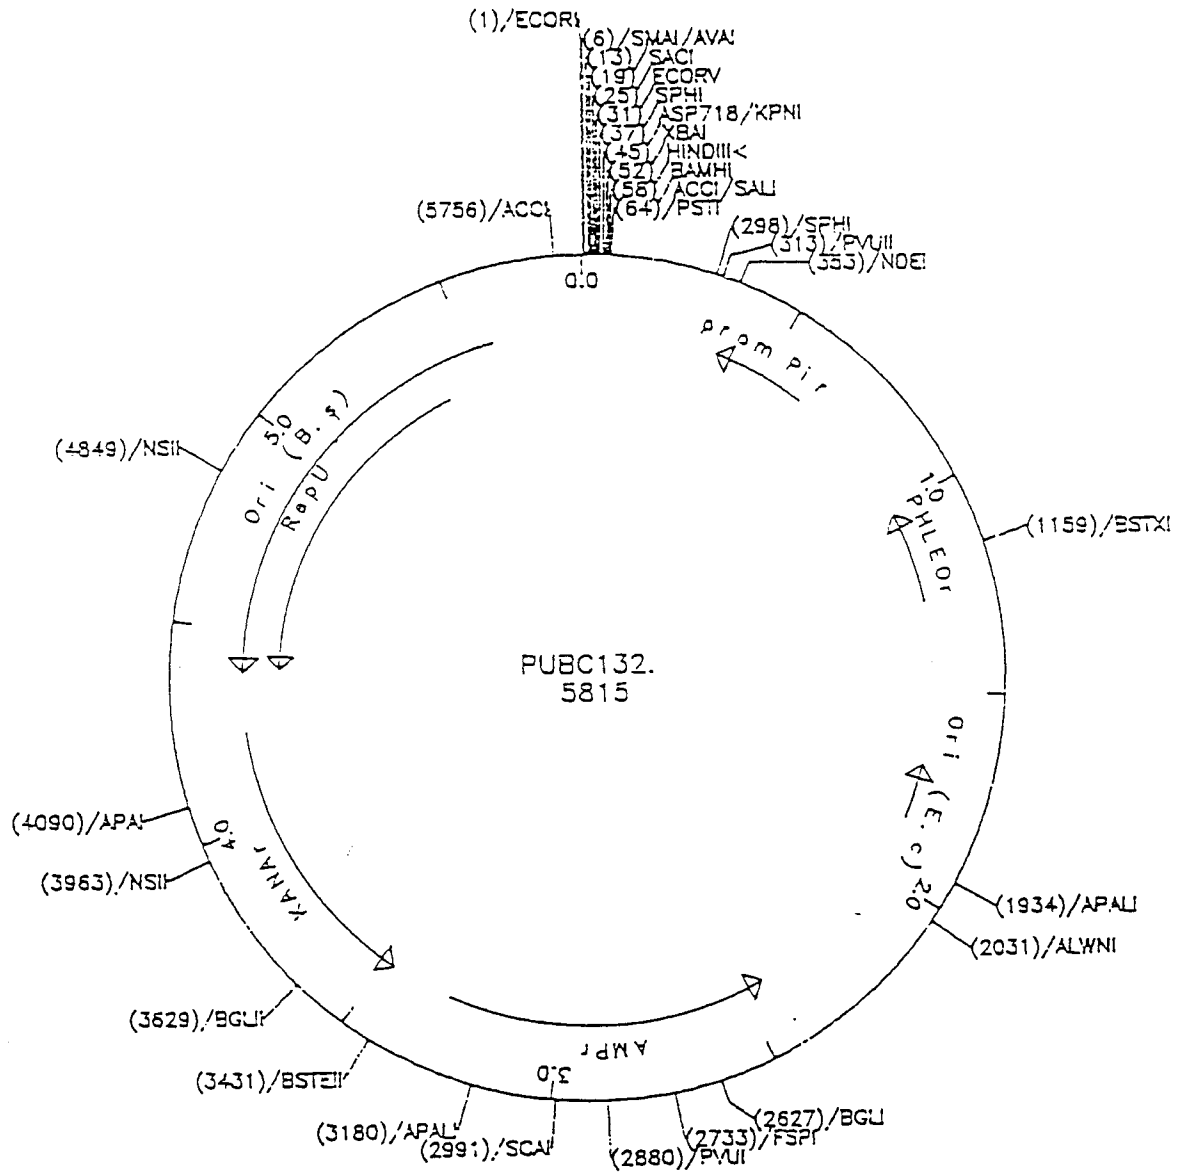 (1)/ECORI
(6)/SMAI/AVAI
(13)/SACI
(19)/ECORV
(25)/SPHI
(31)/ASP718/KPNI
(37)/XBAI
(45)/HINDIII<
(52)/BAMHI
(58)/ACCI/SALI
(64)/PSTI
(5756)/ACCI
(298)/SPHI
(313)/PVUII
(353)/NDEI
0.0
prom Pir
5.0
Ori (B.s)
RepU
(4849)/NSII
1.0
PHLEOr
(1159)/BSTXI
PUBC132.
5815
Ori (E.c)
2.0
(4090)/APAI
4.0
(3963)/NSII
KANAr
(1934)/APALI
(2031)/ALWNI
(3629)/BGLII
(3431)/BSTEII
AMPr
3.0
(3180)/APALI
(2991)/SCAI
(2880)/PVUI
(2733)/FSPI
(2627)/BGLI